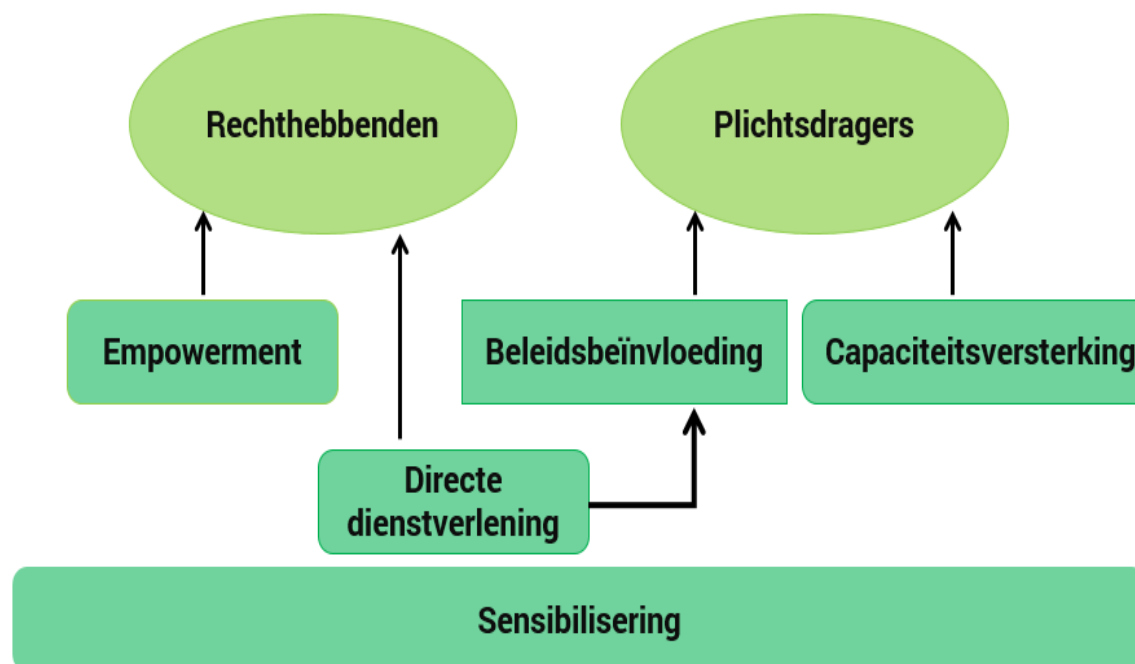 Rechthebbenden
Plichtsdragers
Empowerment
Beleidsbeïnvloeding
Capaciteitsversterking
Directe
dienstverlening
Sensibilisering